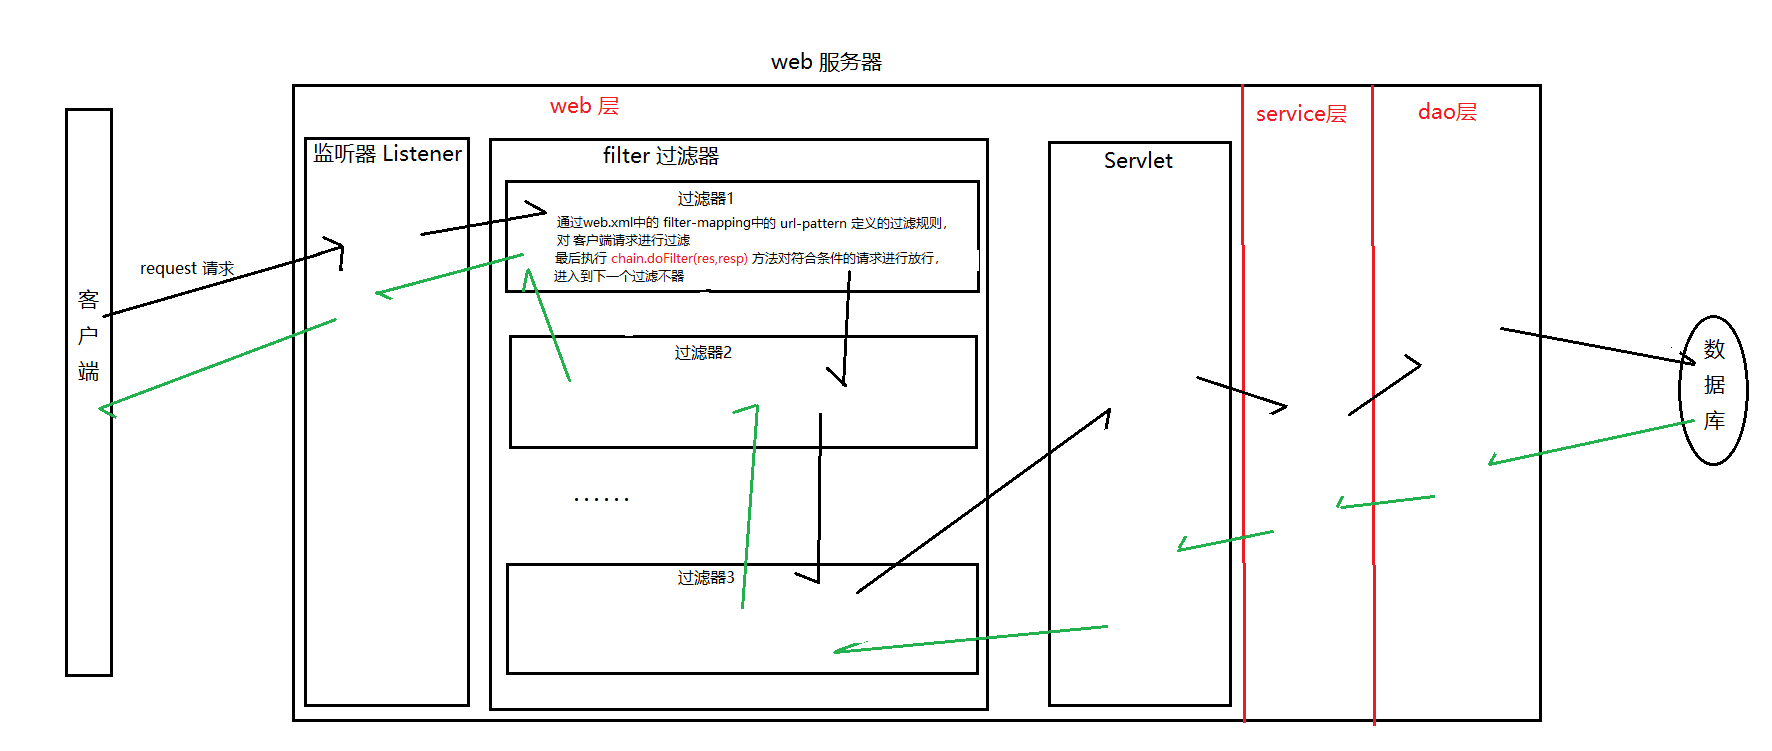 web 服务器
web 层
service层
dao层
监听器 Listener
filter 过滤器
Servlet
过滤器1
通过web.xml中的 filter-mapping中的 url-pattern 定义的过滤规则，
对 客户端请求进行过滤
最后执行 chain.doFilter(res,resp) 方法对符合条件的请求进行放行，
进入到下一个过滤不器
request 请求
客
户
端
过滤器2
......
过滤器3
数
据
库